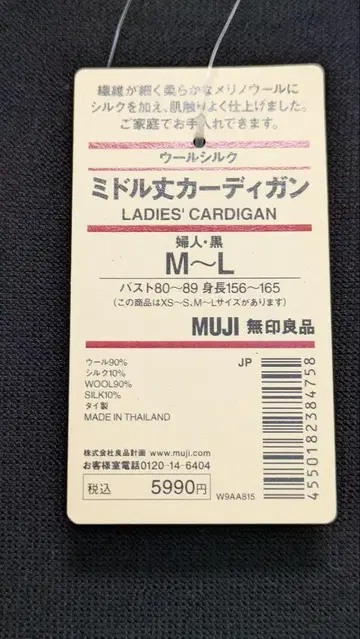 繊維が細く柔らかなメリノウールに
シルクを加え、肌触りよく仕上げました。
ご家庭でお手入れできます。
ウールシルク
ミドル丈カーディガン
LADIES' CARDIGAN
婦人・黒
M〜L
バスト80〜89 身長156〜165
(この商品はXS〜S、M〜Lサイズがあります)
MUJI 無印良品
ウール90%
シルク10%
WOOL90%
SILK10%
タイ製
MADE IN THAILAND
JP
4550182384758
株式会社良品計画 www.muji.com
お客様室電話0120-14-6404
税込 5990円
W9AA815